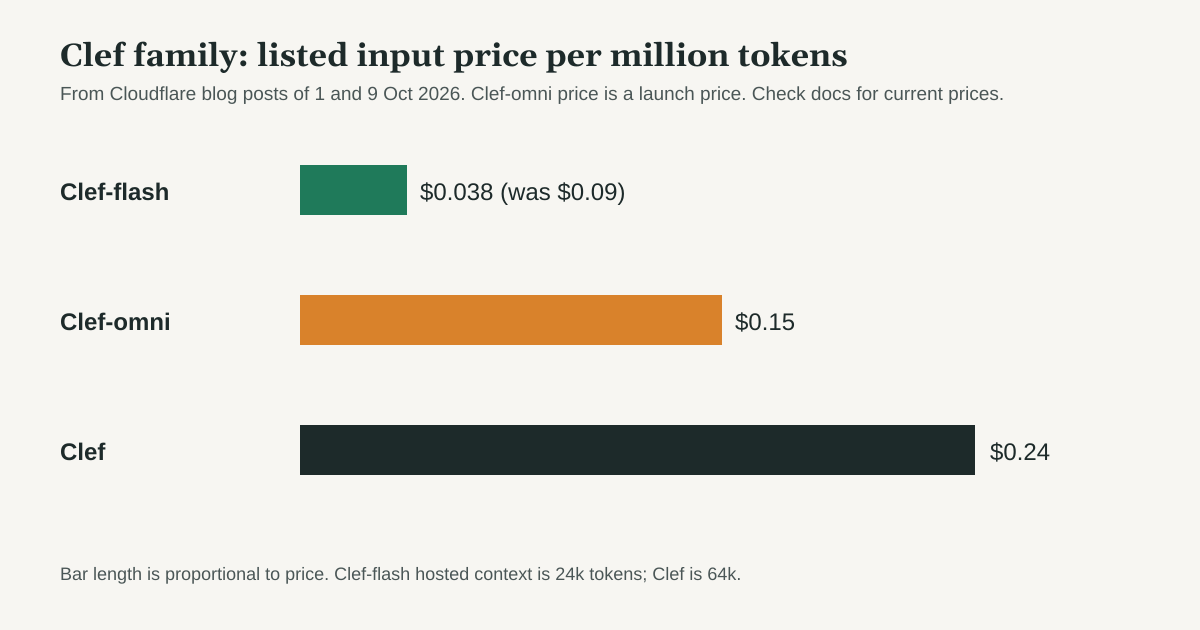 Clef family: listed input price per million tokens
From Cloudflare blog posts of 1 and 9 Oct 2026. Clef-omni price is a launch price. Check docs for current prices.
Clef-flash $0.038 (was $0.09)
Clef-omni $0.15
Clef $0.24
Bar length is proportional to price. Clef-flash hosted context is 24k tokens; Clef is 64k.